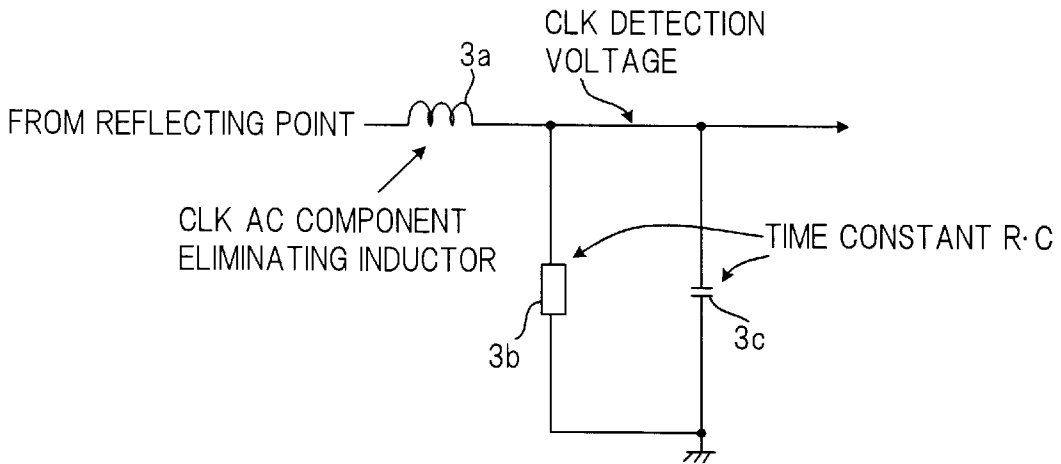 CLK DETECTION
VOLTAGE
3a
FROM REFLECTING POINT
CLK AC COMPONENT
ELIMINATING INDUCTOR
TIME CONSTANT R·C
3b
3c